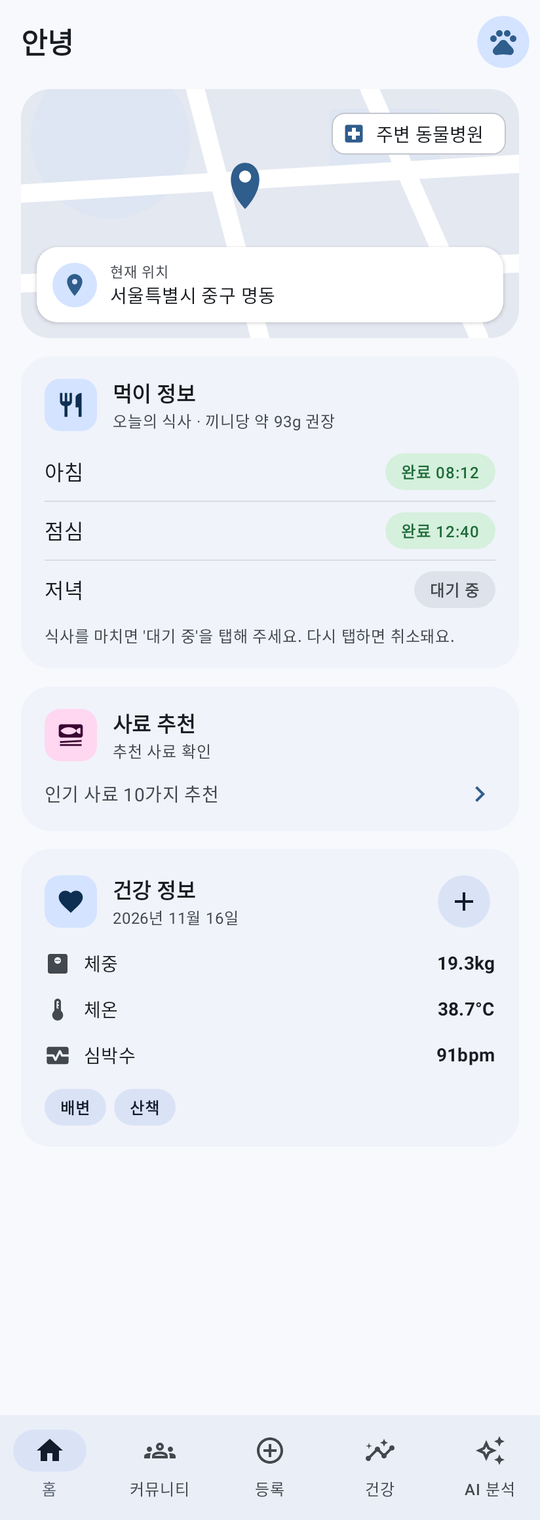 안녕
주변 동물병원
현재 위치
서울특별시 중구 명동
먹이 정보
오늘의 식사 · 끼니당 약 93g 권장
아침
완료 08:12
점심
완료 12:40
저녁
대기 중
식사를 마치면 '대기 중'을 탭해 주세요. 다시 탭하면 취소돼요.
사료 추천
추천 사료 확인
인기 사료 10가지 추천
건강 정보
2026년 11월 16일
체중
19.3kg
체온
38.7°C
심박수
91bpm
배변
산책
홈
커뮤니티
등록
건강
AI 분석